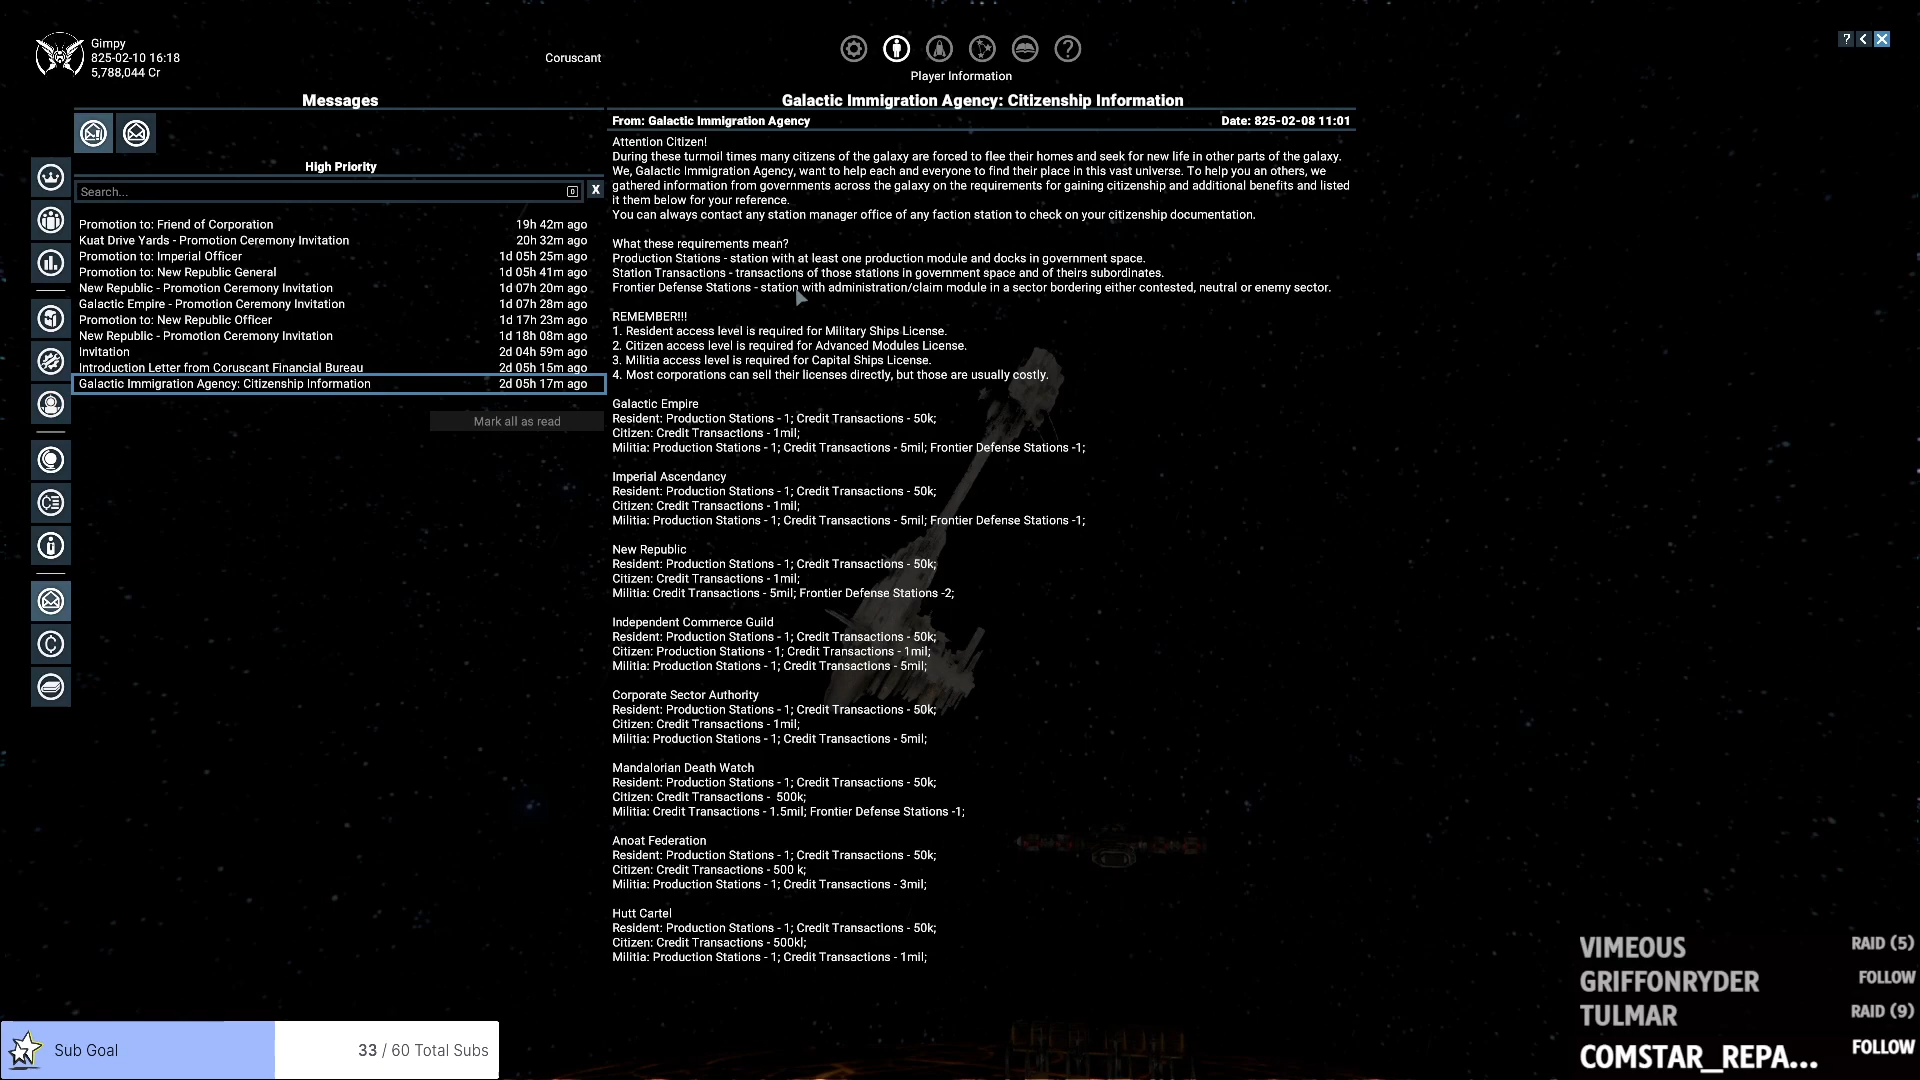 Gimpy
825-02-10 16:18
5,788,044 Cr
Coruscant
Player Information
? < X
Messages
High Priority
Search...
X
Promotion to: Friend of Corporation 19h 42m ago
Kuat Drive Yards - Promotion Ceremony Invitation 20h 32m ago
Promotion to: Imperial Officer 1d 05h 25m ago
Promotion to: New Republic General 1d 05h 41m ago
New Republic - Promotion Ceremony Invitation 1d 07h 20m ago
Galactic Empire - Promotion Ceremony Invitation 1d 07h 28m ago
Promotion to: New Republic Officer 1d 17h 23m ago
New Republic - Promotion Ceremony Invitation 1d 18h 08m ago
Invitation 2d 04h 59m ago
Introduction Letter from Coruscant Financial Bureau 2d 05h 15m ago
Galactic Immigration Agency: Citizenship Information 2d 05h 17m ago
Mark all as read
Galactic Immigration Agency: Citizenship Information
From: Galactic Immigration Agency Date: 825-02-08 11:01
Attention Citizen!
During these turmoil times many citizens of the galaxy are forced to flee their homes and seek for new life in other parts of the galaxy.
We, Galactic Immigration Agency, want to help each and everyone to find their place in this vast universe. To help you an others, we
gathered information from governments across the galaxy on the requirements for gaining citizenship and additional benefits and listed
it them below for your reference.
You can always contact any station manager office of any faction station to check on your citizenship documentation.
What these requirements mean?
Production Stations - station with at least one production module and docks in government space.
Station Transactions - transactions of those stations in government space and of theirs subordinates.
Frontier Defense Stations - station with administration/claim module in a sector bordering either contested, neutral or enemy sector.
REMEMBER!!!
1. Resident access level is required for Military Ships License.
2. Citizen access level is required for Advanced Modules License.
3. Militia access level is required for Capital Ships License.
4. Most corporations can sell their licenses directly, but those are usually costly.
Galactic Empire
Resident: Production Stations - 1; Credit Transactions - 50k;
Citizen: Credit Transactions - 1mil;
Militia: Production Stations - 1; Credit Transactions - 5mil; Frontier Defense Stations -1;
Imperial Ascendancy
Resident: Production Stations - 1; Credit Transactions - 50k;
Citizen: Credit Transactions - 1mil;
Militia: Production Stations - 1; Credit Transactions - 5mil; Frontier Defense Stations -1;
New Republic
Resident: Production Stations - 1; Credit Transactions - 50k;
Citizen: Credit Transactions - 1mil;
Militia: Credit Transactions - 5mil; Frontier Defense Stations -2;
Independent Commerce Guild
Resident: Production Stations - 1; Credit Transactions - 50k;
Citizen: Production Stations - 1; Credit Transactions - 1mil;
Militia: Production Stations - 1; Credit Transactions - 5mil;
Corporate Sector Authority
Resident: Production Stations - 1; Credit Transactions - 50k;
Citizen: Credit Transactions - 1mil;
Militia: Production Stations - 1; Credit Transactions - 5mil;
Mandalorian Death Watch
Resident: Production Stations - 1; Credit Transactions - 50k;
Citizen: Credit Transactions - 500k;
Militia: Credit Transactions - 1.5mil; Frontier Defense Stations -1;
Anoat Federation
Resident: Production Stations - 1; Credit Transactions - 50k;
Citizen: Credit Transactions - 500 k;
Militia: Production Stations - 1; Credit Transactions - 3mil;
Hutt Cartel
Resident: Production Stations - 1; Credit Transactions - 50k;
Citizen: Credit Transactions - 500kl;
Militia: Production Stations - 1; Credit Transactions - 1mil;
Sub Goal 33 / 60 Total Subs
VIMEOUS RAID (5)
GRIFFONRYDER FOLLOW
TULMAR RAID (9)
COMSTAR_REPA... FOLLOW